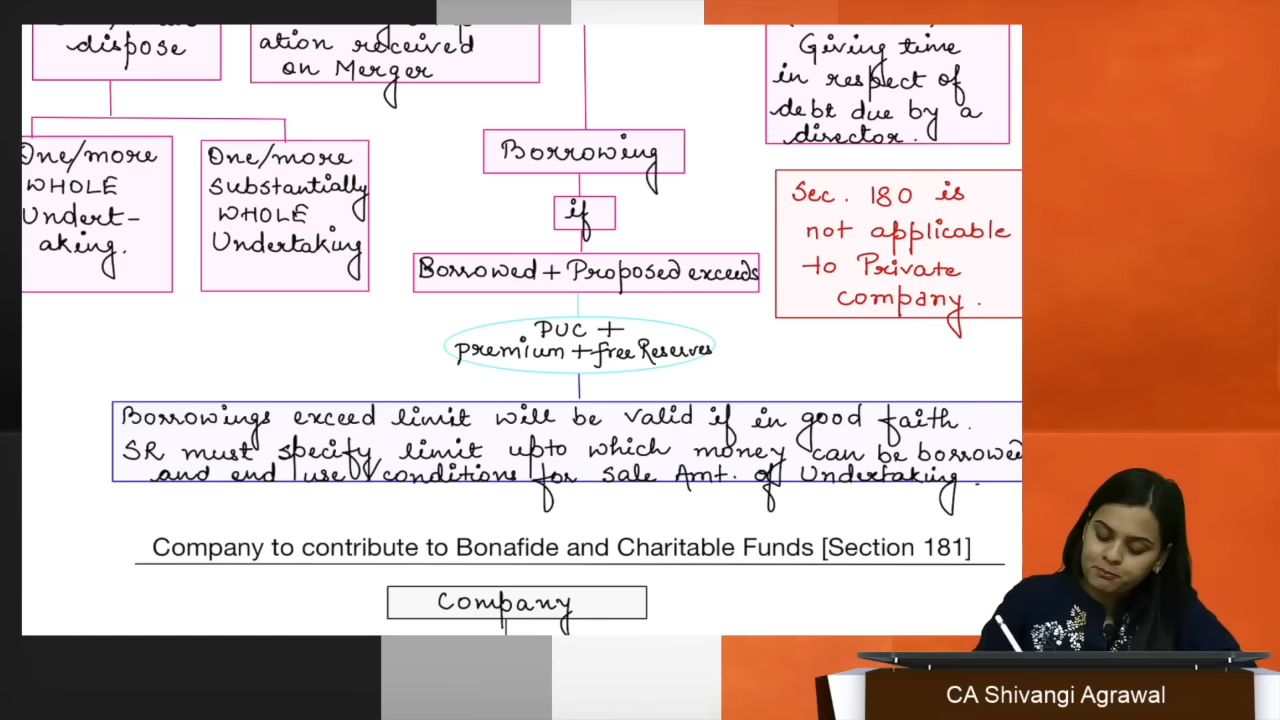 dispose
ation received
on Merger
Giving time
in respect of
debt due by a
director.
One/more
WHOLE
Undert-
aking.
One/more
Substantially
WHOLE
Undertaking
Borrowing
if
Borrowed + Proposed exceeds
PUC +
premium + free Reserves
Sec. 180 is
not applicable
to Private
company.
Borrowings exceed limit will be valid if in good faith.
SR must specify limit upto which money can be borrowed
and end use/conditions for Sale Amt. of Undertaking.
Company to contribute to Bonafide and Charitable Funds [Section 181]
Company
CA Shivangi Agrawal